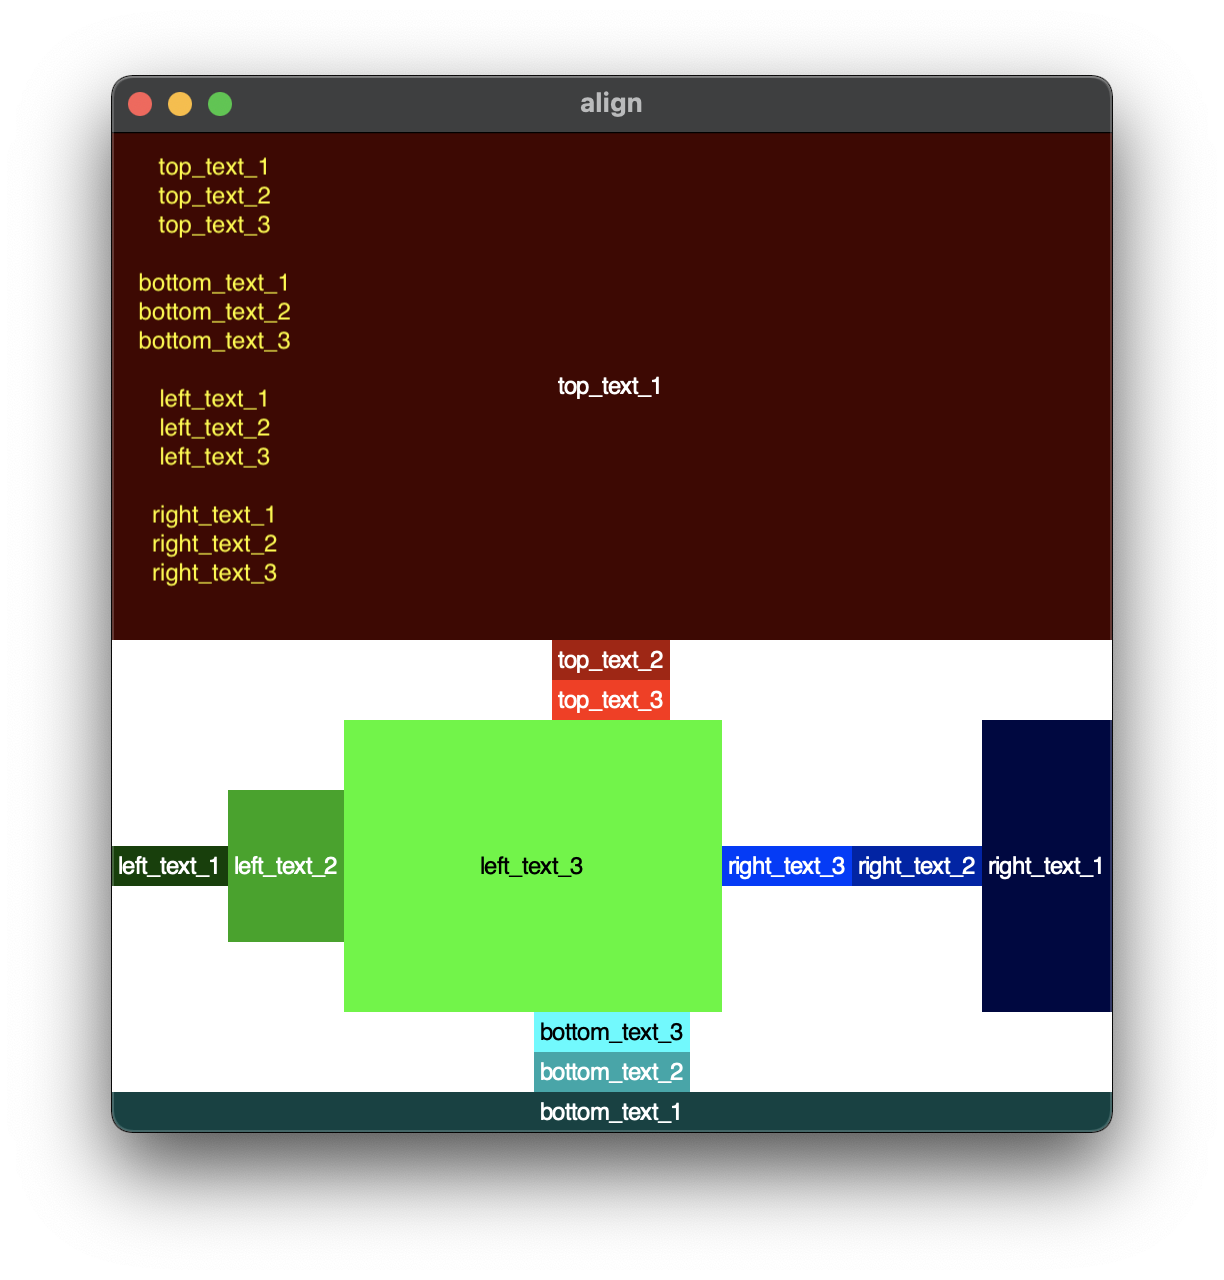 align
top_text_1
top_text_2
top_text_3
bottom_text_1
bottom_text_2
bottom_text_3
left_text_1
left_text_2
left_text_3
right_text_1
right_text_2
right_text_3
top_text_1
top_text_2
top_text_3
left_text_1 left_text_2 left_text_3 right_text_3 right_text_2 right_text_1
bottom_text_3
bottom_text_2
bottom_text_1